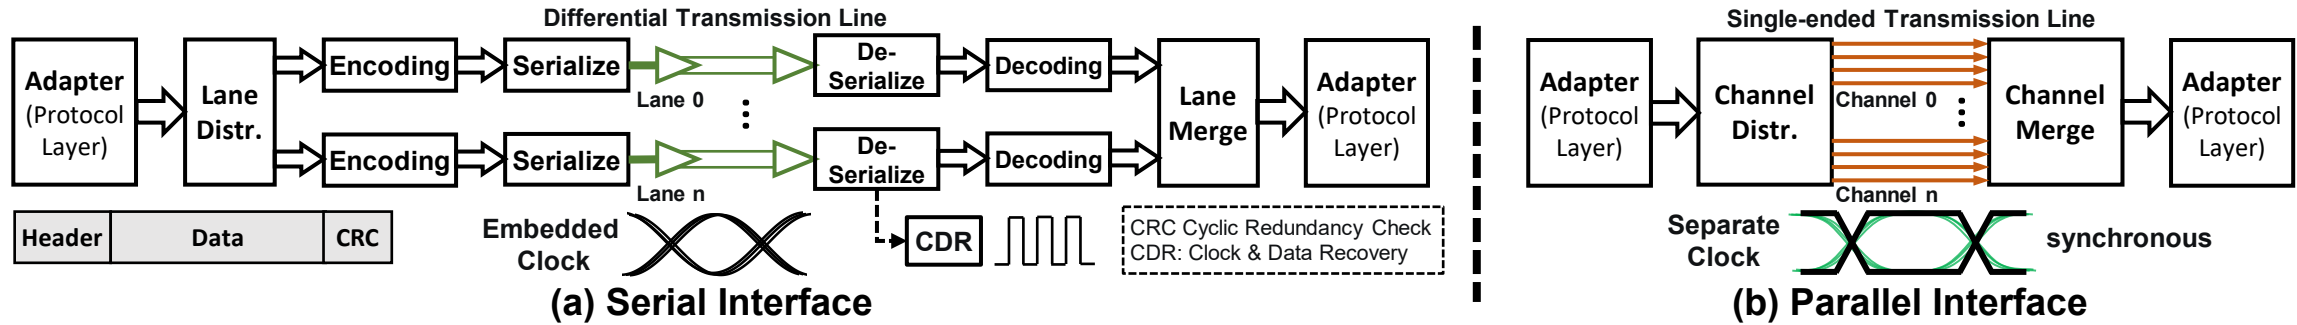 Differential Transmission Line
Adapter
(Protocol
Layer)
Lane
Distr.
Encoding
Serialize
Lane 0
De-
Serialize
Decoding
Encoding
Serialize
Lane n
De-
Serialize
Decoding
Lane
Merge
Adapter
(Protocol
Layer)
Header
Data
CRC
Embedded
Clock
CDR
CRC Cyclic Redundancy Check
CDR: Clock & Data Recovery
(a) Serial Interface
Single-ended Transmission Line
Adapter
(Protocol
Layer)
Channel
Distr.
Channel 0
Channel n
Channel
Merge
Adapter
(Protocol
Layer)
Separate
Clock
synchronous
(b) Parallel Interface